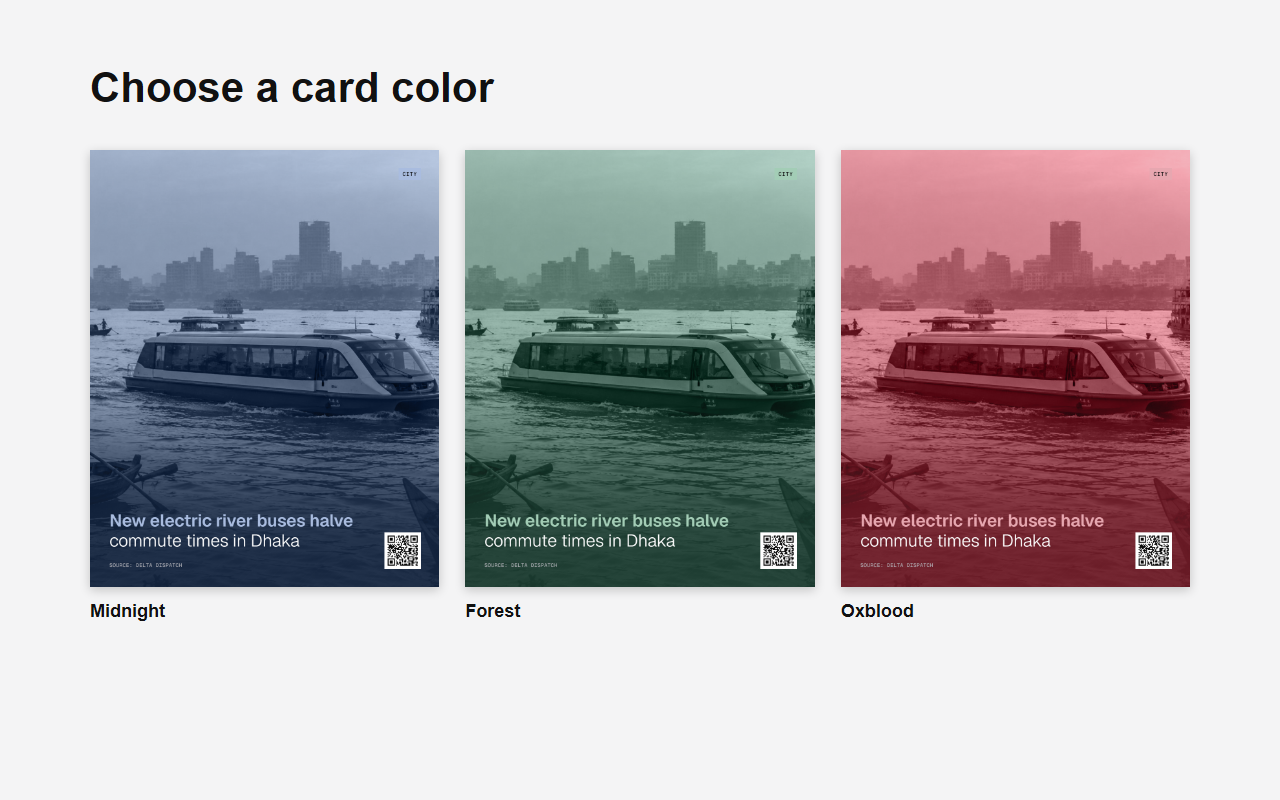 Choose a card color
CITY
New electric river buses halve
commute times in Dhaka
SOURCE: DELTA DISPATCH
Midnight
CITY
New electric river buses halve
commute times in Dhaka
SOURCE: DELTA DISPATCH
Forest
CITY
New electric river buses halve
commute times in Dhaka
SOURCE: DELTA DISPATCH
Oxblood